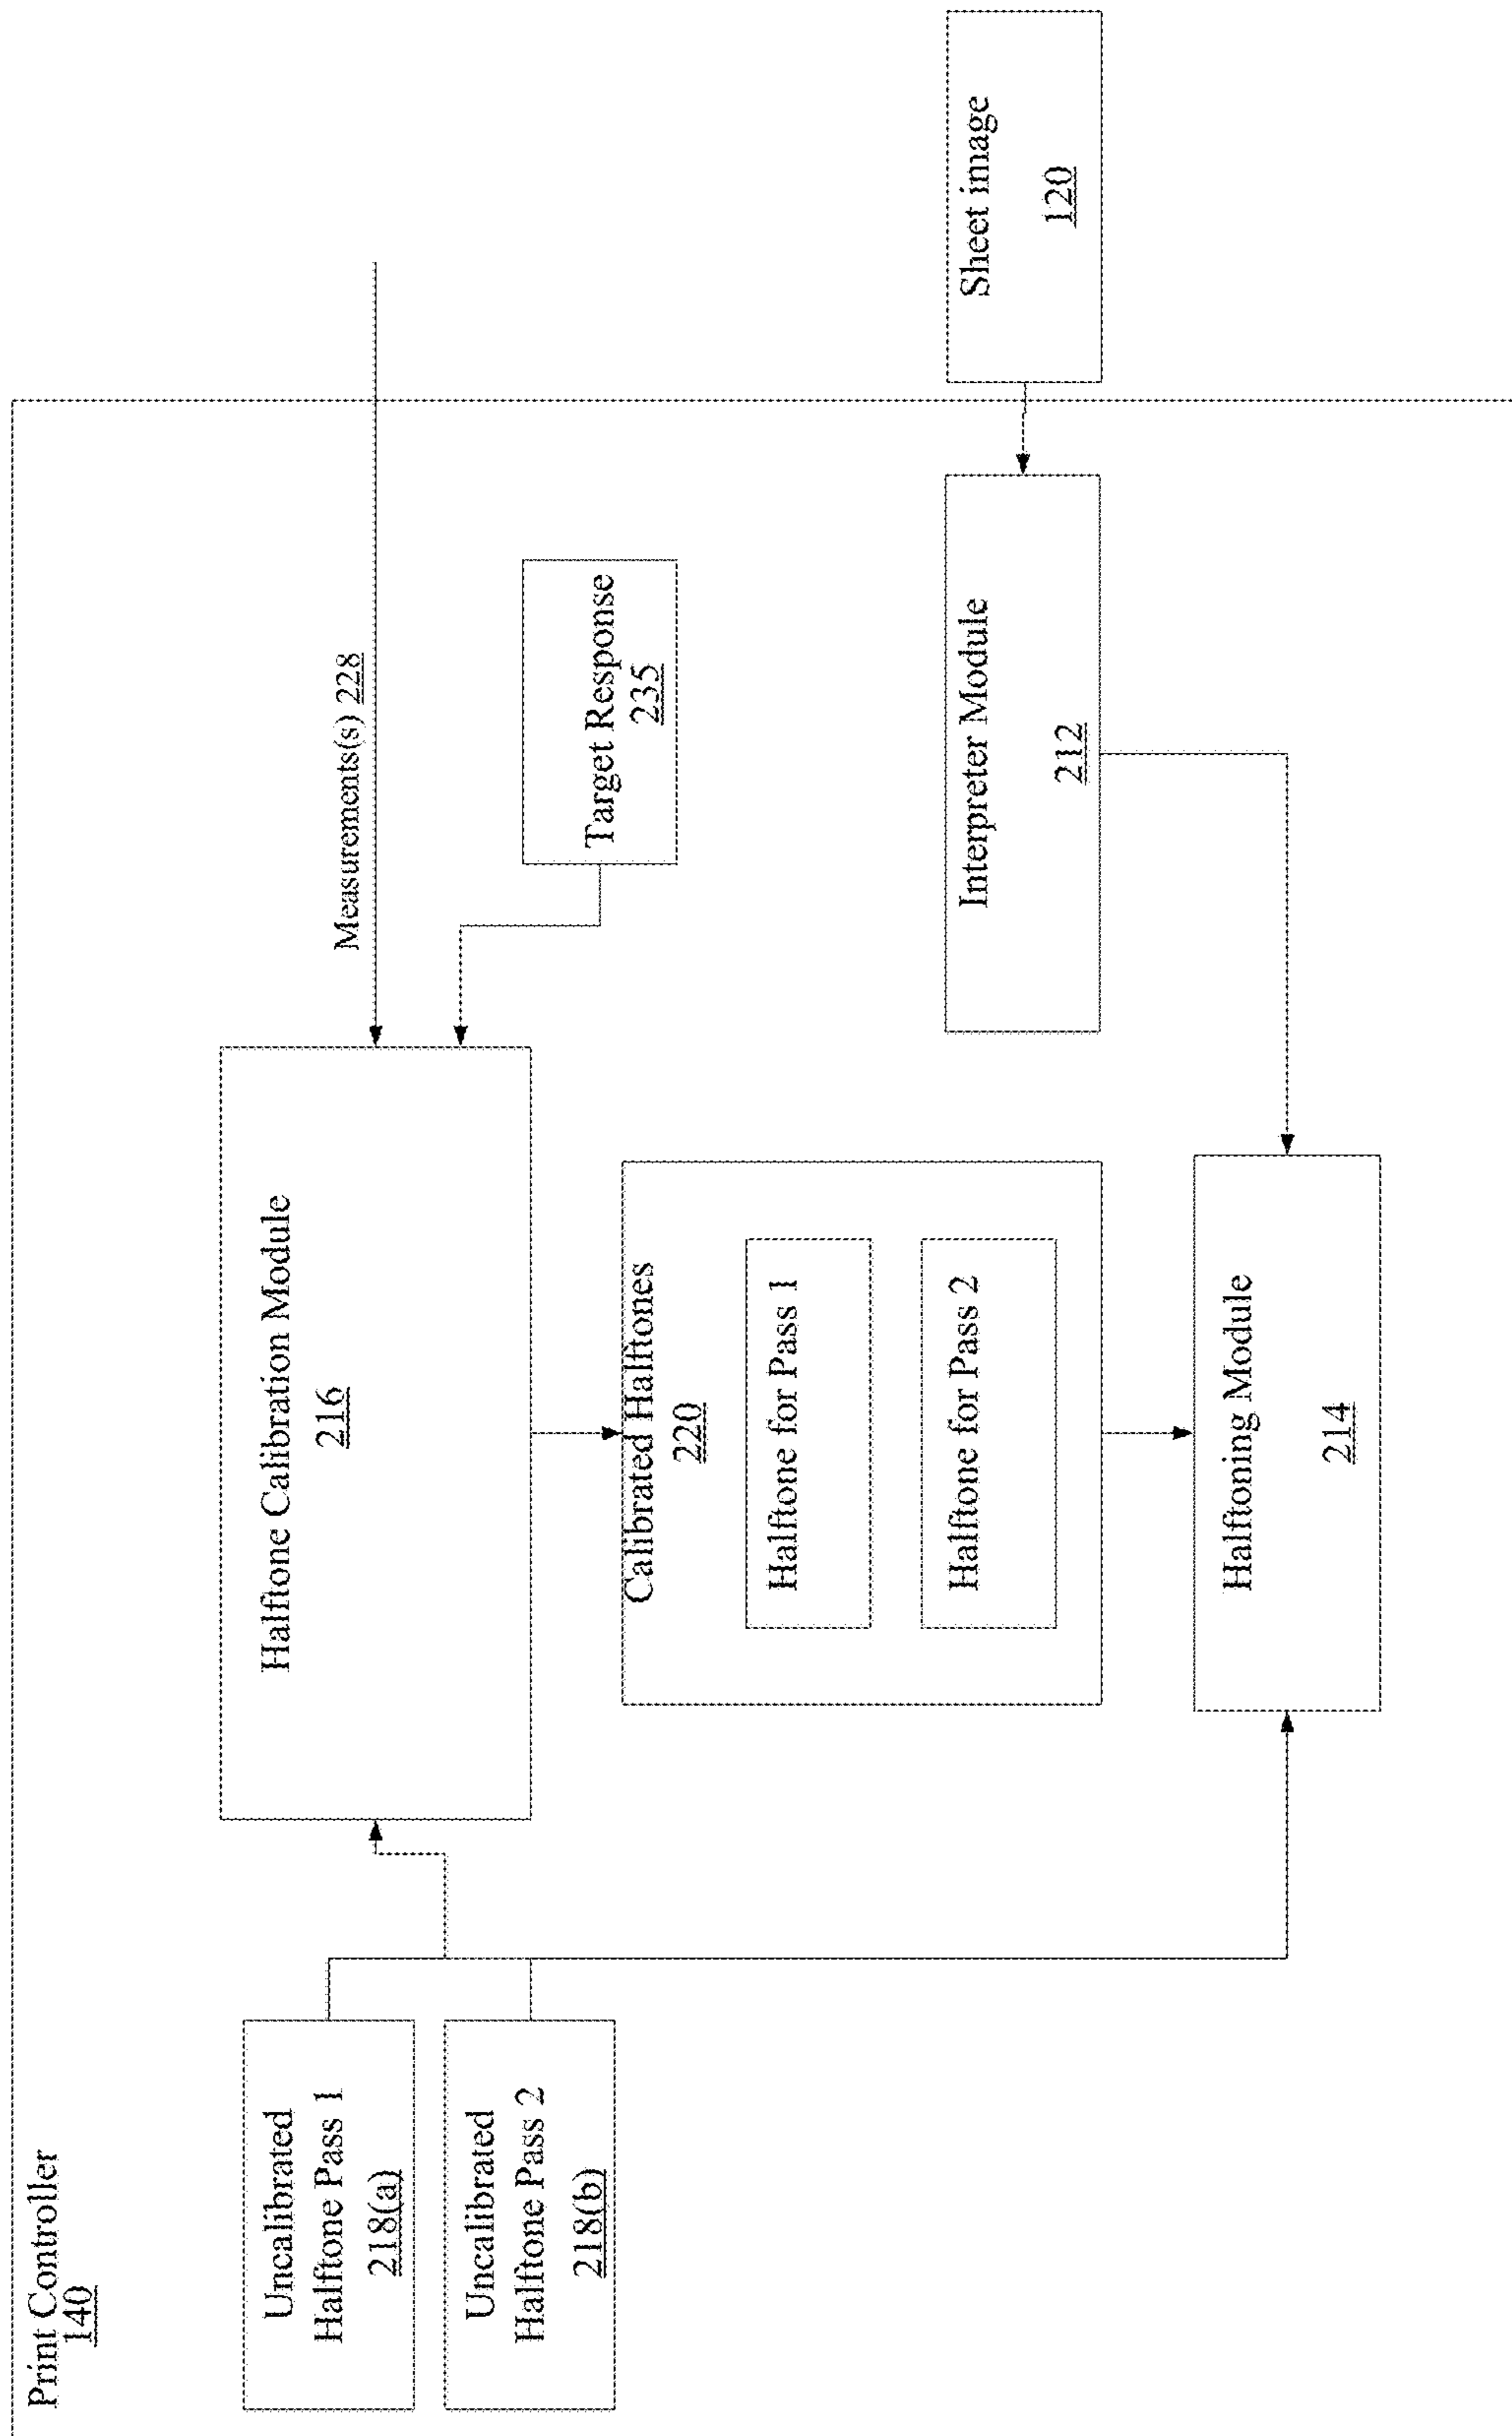 Print Controller
140
Uncalibrated
Halftone Pass 1
218(a)
Uncalibrated
Halftone Pass 2
218(b)
Halftone Calibration Module
216
Measurements(s) 228
Target Response
235
Calibrated Halftones
220
Halftone for Pass 1
Halftone for Pass 2
Halftoning Module
214
Interpreter Module
212
Sheet image
120